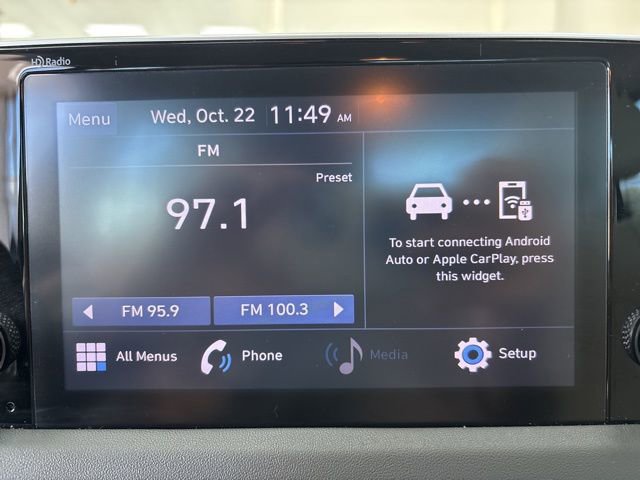 HD Radio
Menu Wed, Oct. 22 11:49 AM
FM
Preset
97.1
FM 95.9 FM 100.3
To start connecting Android
Auto or Apple CarPlay, press
this widget.
All Menus Phone Media Setup